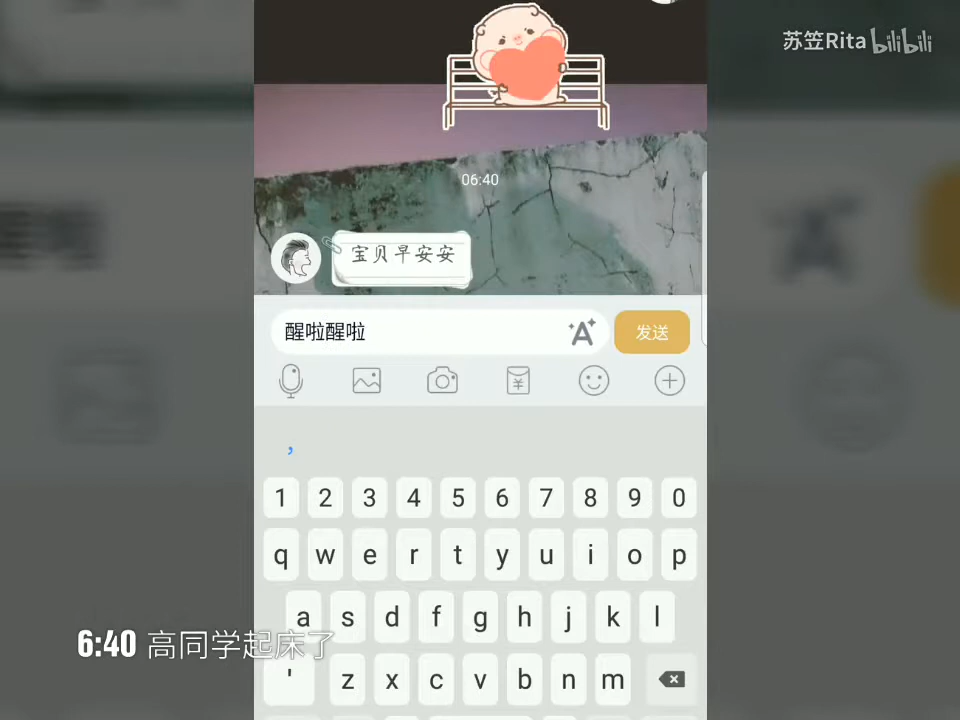 苏笠Rita bilibili
06:40
宝贝早安安
醒啦醒啦
发送
，
1 2 3 4 5 6 7 8 9 0
q w e r t y u i o p
a s d f g h j k l
' z x c v b n m
6:40 高同学起床了